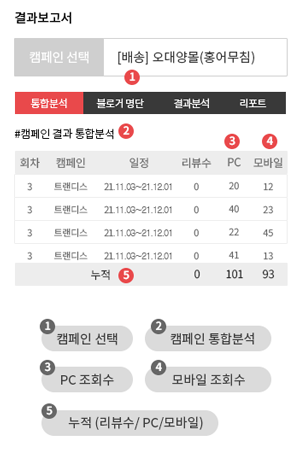 결과보고서
캠페인 선택 [배송] 오대양몰(홍어무침)
1
통합분석 블로거 명단 결과분석 리포트
#캠페인 결과 통합분석 2 3 4
회차 캠페인 일정 리뷰수 PC 모바일
3 트랜디스 21.11.03~21.12.01 0 20 12
3 트랜디스 21.11.03~21.12.01 0 40 23
3 트랜디스 21.11.03~21.12.01 0 22 45
3 트랜디스 21.11.03~21.12.01 0 41 13
누적 5 0 101 93
1 캠페인 선택 2 캠페인 통합분석
3 PC 조회수 4 모바일 조회수
5 누적 (리뷰수/ PC/모바일)